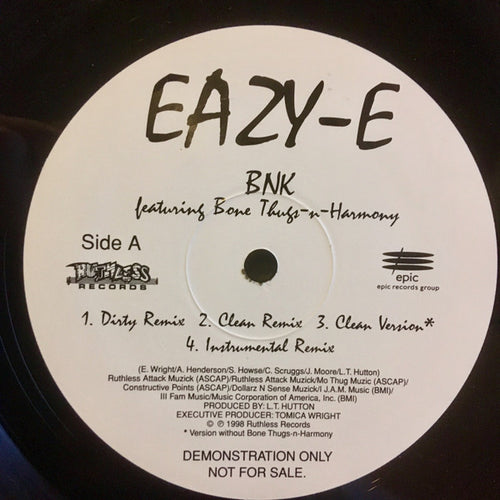 EAZY-E
BNK
featuring Bone Thugs-n-Harmony
Side A
RUTHLESS
RECORDS
epic
epic records group
1. Dirty Remix 2. Clean Remix 3. Clean Version*
4. Instrumental Remix
(E. Wright/A. Henderson/S. Howse/C. Scruggs/J. Moore/L.T. Hutton)
Ruthless Attack Muzick (ASCAP)/Ruthless Attack Muzick/Mo Thug Muzic (ASCAP)/
Constructive Points (ASCAP)/Dollarz N Sense Muzick/I J.A.M. Music (BMI)/
III Fam Music/Music Corporation of America, Inc. (BMI)
PRODUCED BY: L.T. HUTTON
EXECUTIVE PRODUCER: TOMICA WRIGHT
© ℗ 1998 Ruthless Records
* Version without Bone Thugs-n-Harmony
DEMONSTRATION ONLY
NOT FOR SALE.